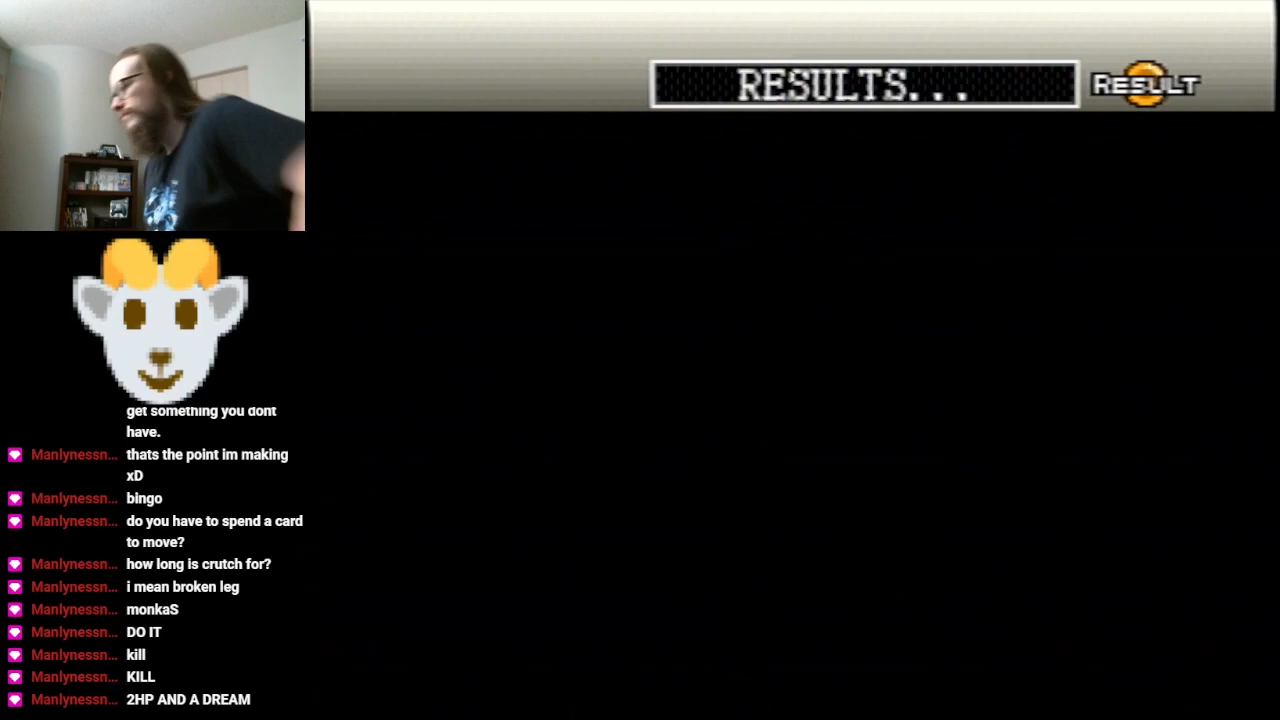 RESULTS...
RESULT
get something you dont
have.
Manlynessn... thats the point im making
xD
Manlynessn... bingo
Manlynessn... do you have to spend a card
to move?
Manlynessn... how long is crutch for?
Manlynessn... i mean broken leg
Manlynessn... monkaS
Manlynessn... DO IT
Manlynessn... kill
Manlynessn... KILL
Manlynessn... 2HP AND A DREAM